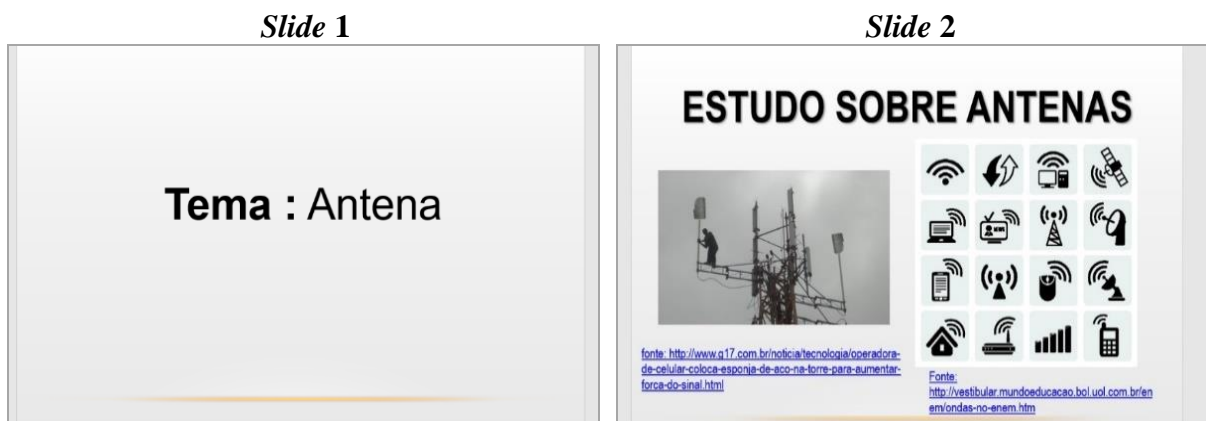 Slide 1
Slide 2
Tema : Antena
ESTUDO SOBRE ANTENAS
fonte: http://www.g17.com.br/noticia/tecnologia/operadora-
de-celular-coloca-esponja-de-aco-na-torre-para-aumentar-
forca-do-sinal.html
Fonte:
http://vestibular.mundoeducacao.bol.uol.com.br/en
em/ondas-no-enem.htm